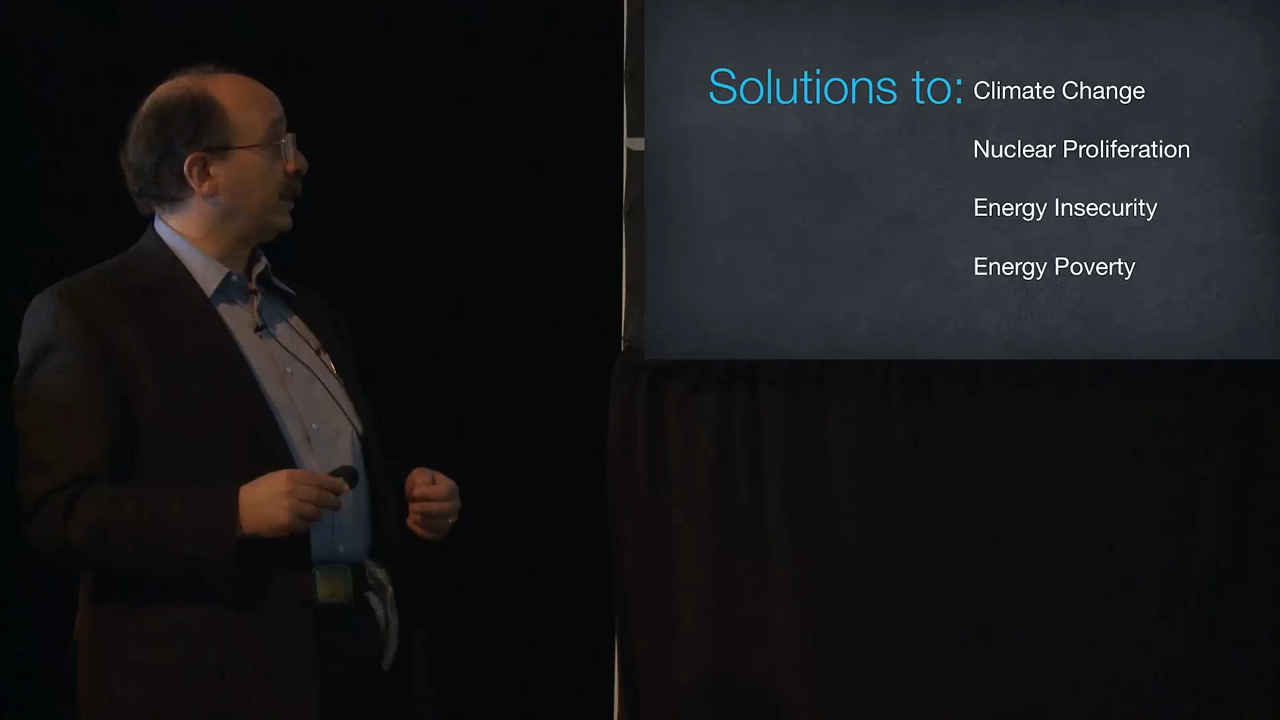 Solutions to: Climate Change
Nuclear Proliferation
Energy Insecurity
Energy Poverty